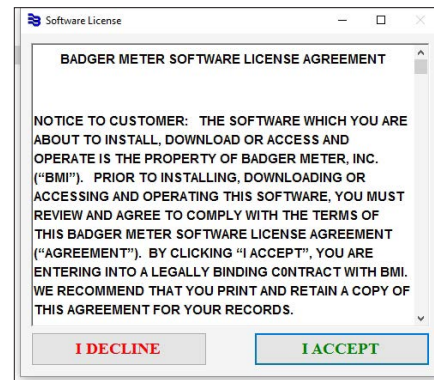 Software License
BADGER METER SOFTWARE LICENSE AGREEMENT
NOTICE TO CUSTOMER: THE SOFTWARE WHICH YOU ARE
ABOUT TO INSTALL, DOWNLOAD OR ACCESS AND
OPERATE IS THE PROPERTY OF BADGER METER, INC.
(“BMI”). PRIOR TO INSTALLING, DOWNLOADING OR
ACCESSING AND OPERATING THIS SOFTWARE, YOU MUST
REVIEW AND AGREE TO COMPLY WITH THE TERMS OF
THIS BADGER METER SOFTWARE LICENSE AGREEMENT
(“AGREEMENT”). BY CLICKING “I ACCEPT”, YOU ARE
ENTERING INTO A LEGALLY BINDING C0NTRACT WITH BMI.
WE RECOMMEND THAT YOU PRINT AND RETAIN A COPY OF
THIS AGREEMENT FOR YOUR RECORDS.
I DECLINE
I ACCEPT